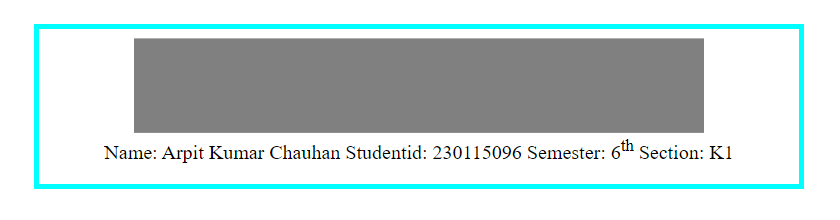 Name: Arpit Kumar Chauhan Studentid: 230115096 Semester: 6th Section: K1